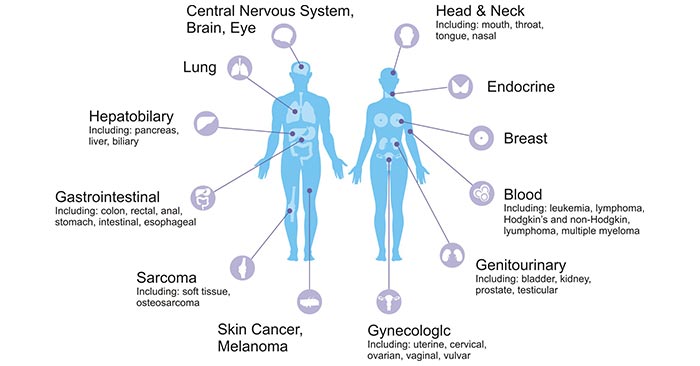 Central Nervous System,
Brain, Eye
Lung
Hepatobilary
Including: pancreas,
liver, biliary
Gastrointestinal
Including: colon, rectal, anal,
stomach, intestinal, esophageal
Sarcoma
Including: soft tissue,
osteosarcoma
Skin Cancer,
Melanoma
Head & Neck
Including: mouth, throat,
tongue, nasal
Endocrine
Breast
Blood
Including: leukemia, lymphoma,
Hodgkin's and non-Hodgkin,
lyumphoma, multiple myeloma
Genitourinary
Including: bladder, kidney,
prostate, testicular
Gynecologlc
Including: uterine, cervical,
ovarian, vaginal, vulvar